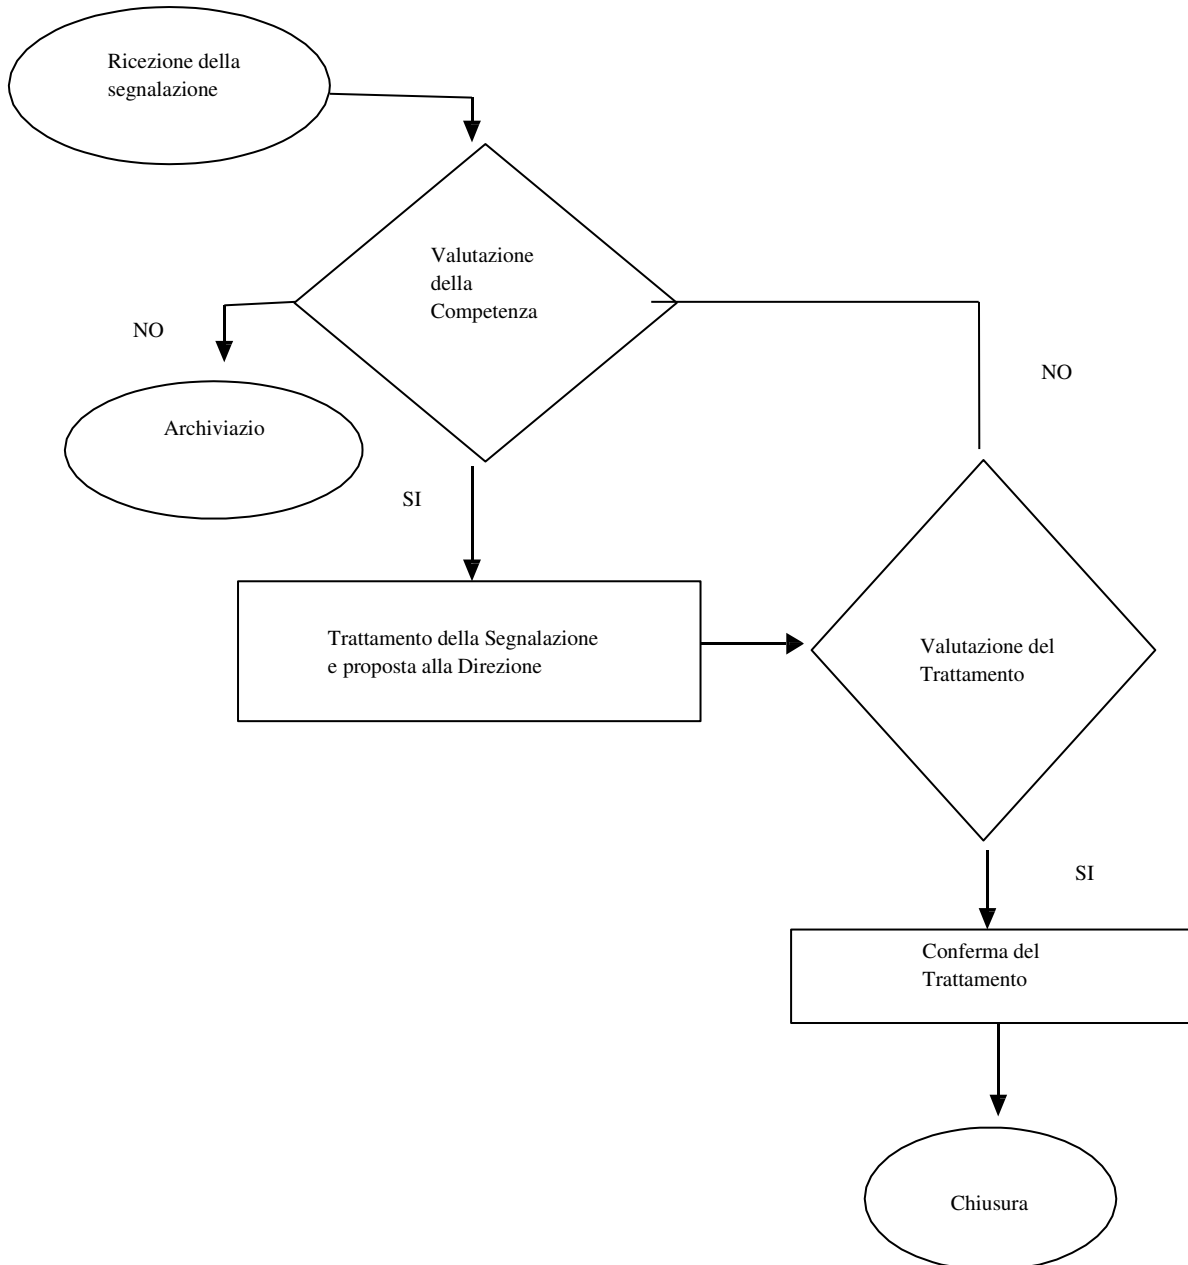 Ricezione della
segnalazione
Valutazione
della
Competenza
NO
NO
Archiviazio
SI
Trattamento della Segnalazione
e proposta alla Direzione
Valutazione del
Trattamento
SI
Conferma del
Trattamento
Chiusura